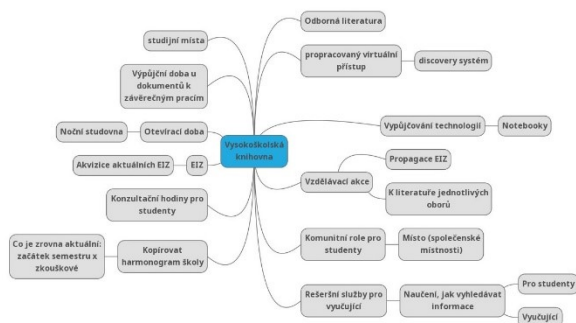 Odborná literatura
studijní místa
propracovaný virtuální
přístup
discovery systém
Výpůjční doba u
dokumentů k
závěrečným pracím
Noční studovna
Otevírací doba
Vysokoškolská
knihovna
Vypůjčování technologií
Notebooky
Akvizice aktuálních EIZ
EIZ
Propagace EIZ
Vzdělávací akce
K literatuře jednotlivých
oborů
Konzultační hodiny pro
studenty
Co je zrovna aktuální:
začátek semestru x
zkouškové
Kopírovat
harmonogram školy
Komunitní role pro
studenty
Místo (společenské
místnosti)
Rešeršní služby pro
vyučující
Naučení, jak vyhledávat
informace
Pro studenty
Vyučující